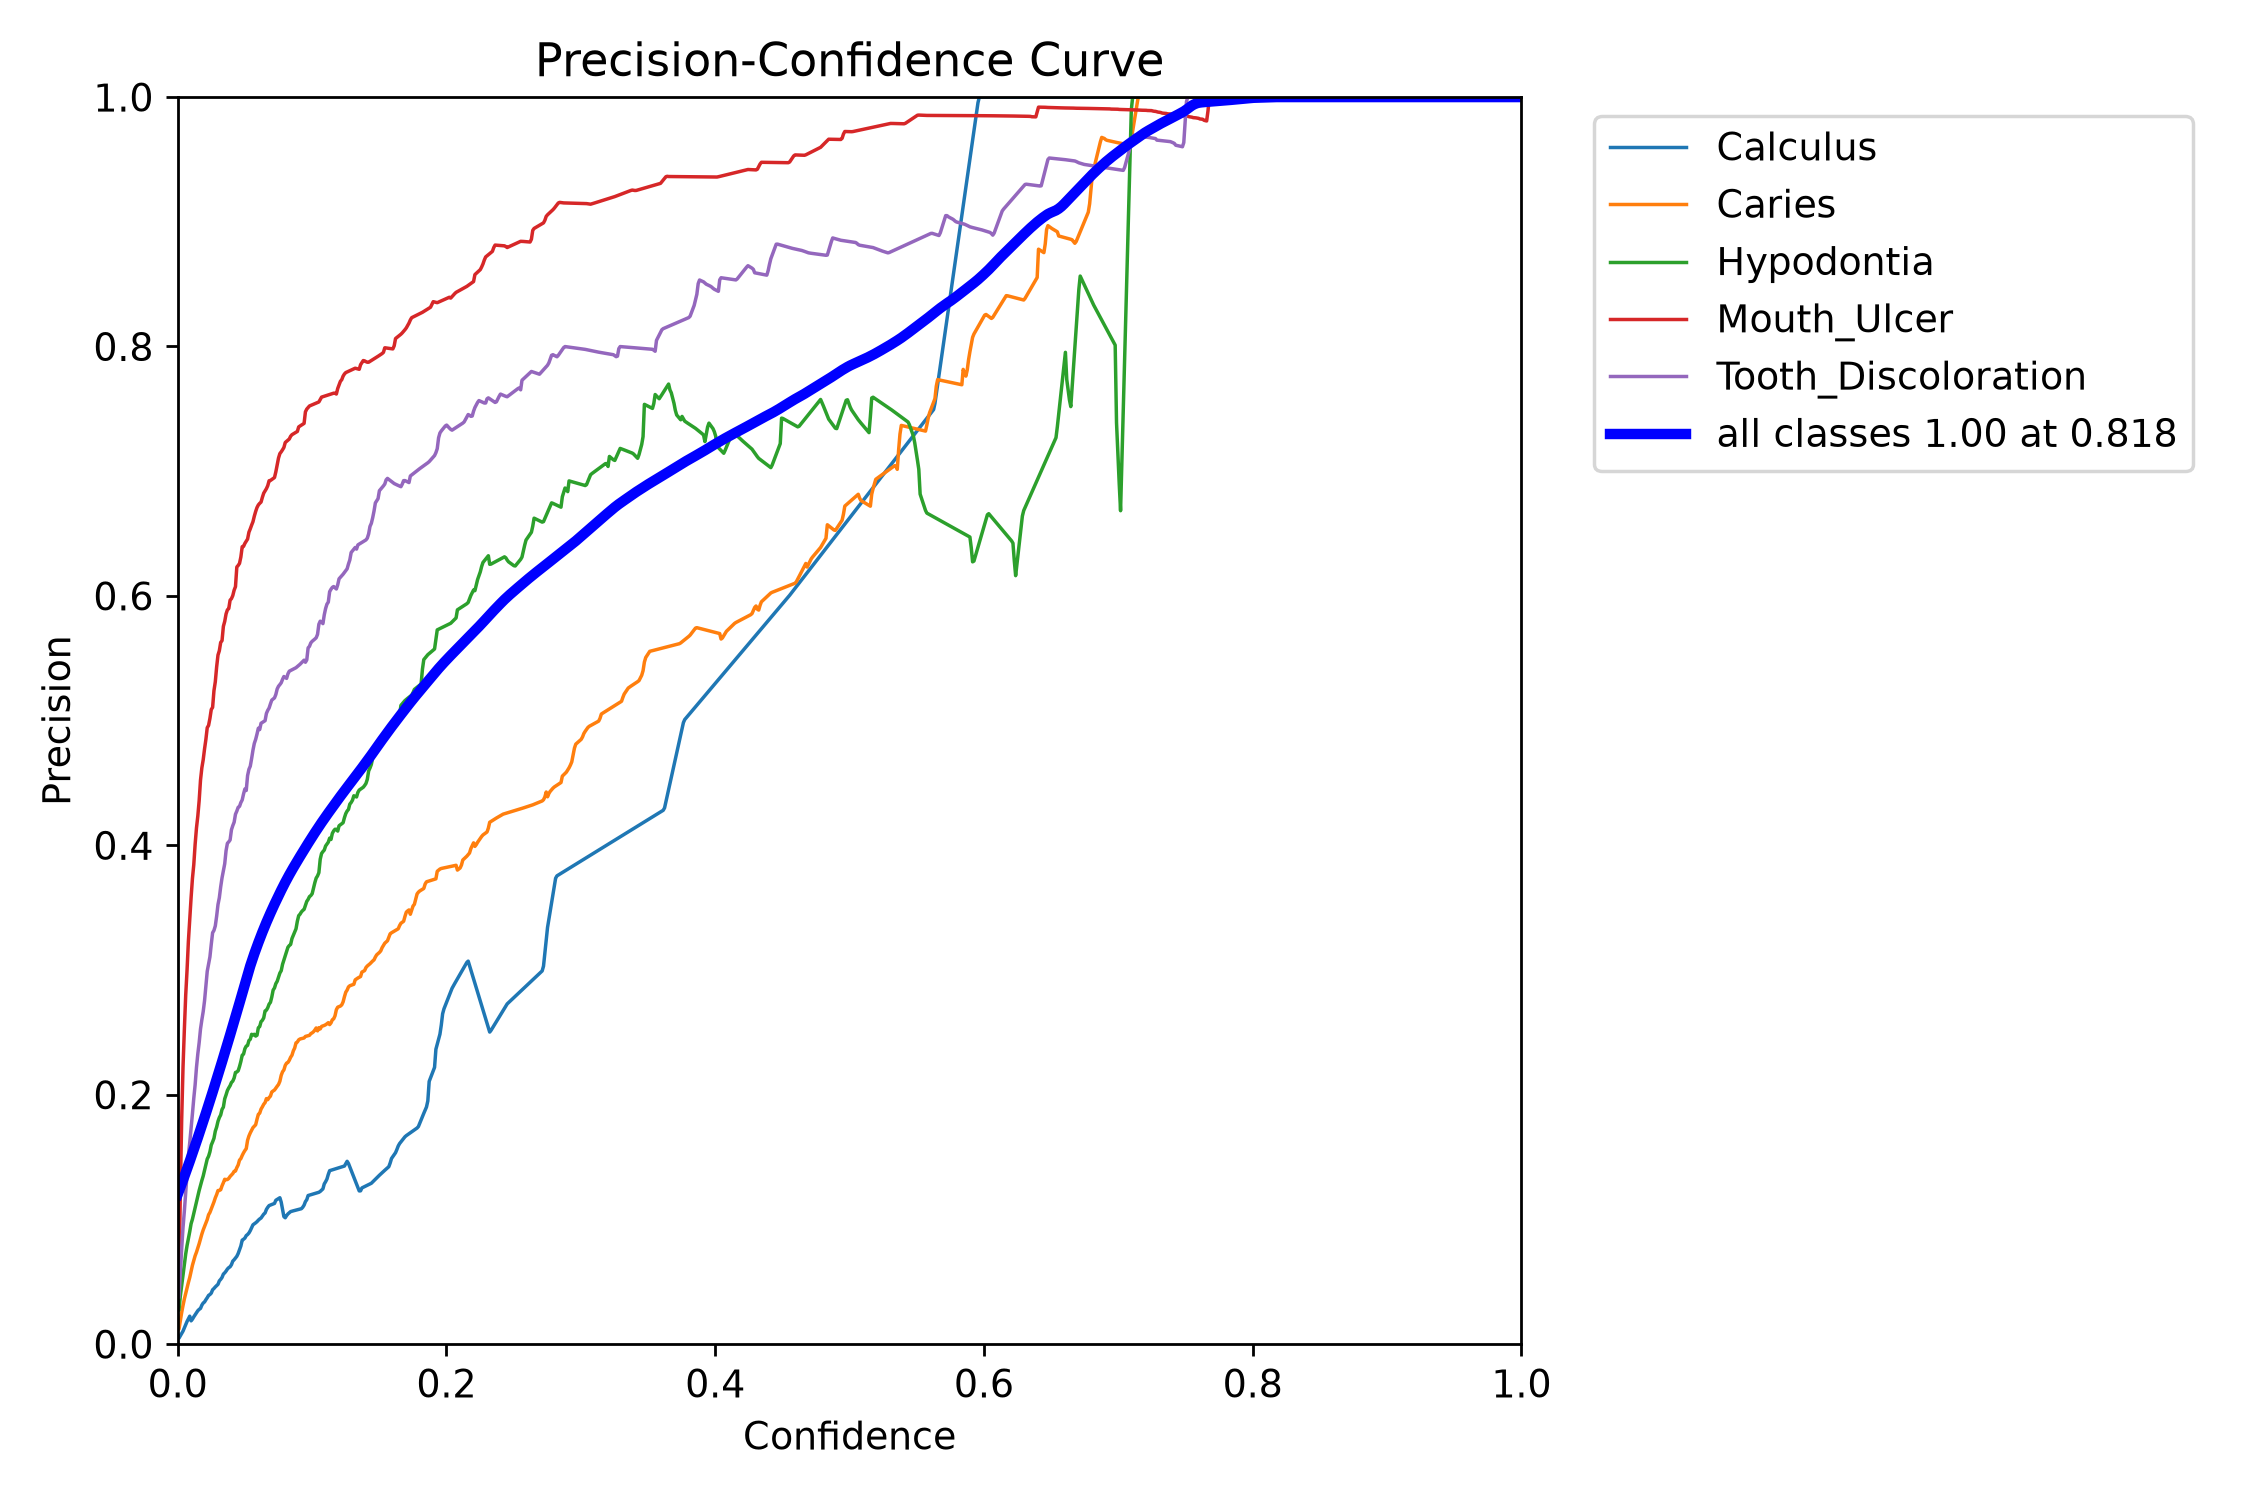 Precision-Confidence Curve
1.0
0.8
0.6
0.4
0.2
0.0
Precision
0.0 0.2 0.4 0.6 0.8 1.0
Confidence
Calculus
Caries
Hypodontia
Mouth_Ulcer
Tooth_Discoloration
all classes 1.00 at 0.818